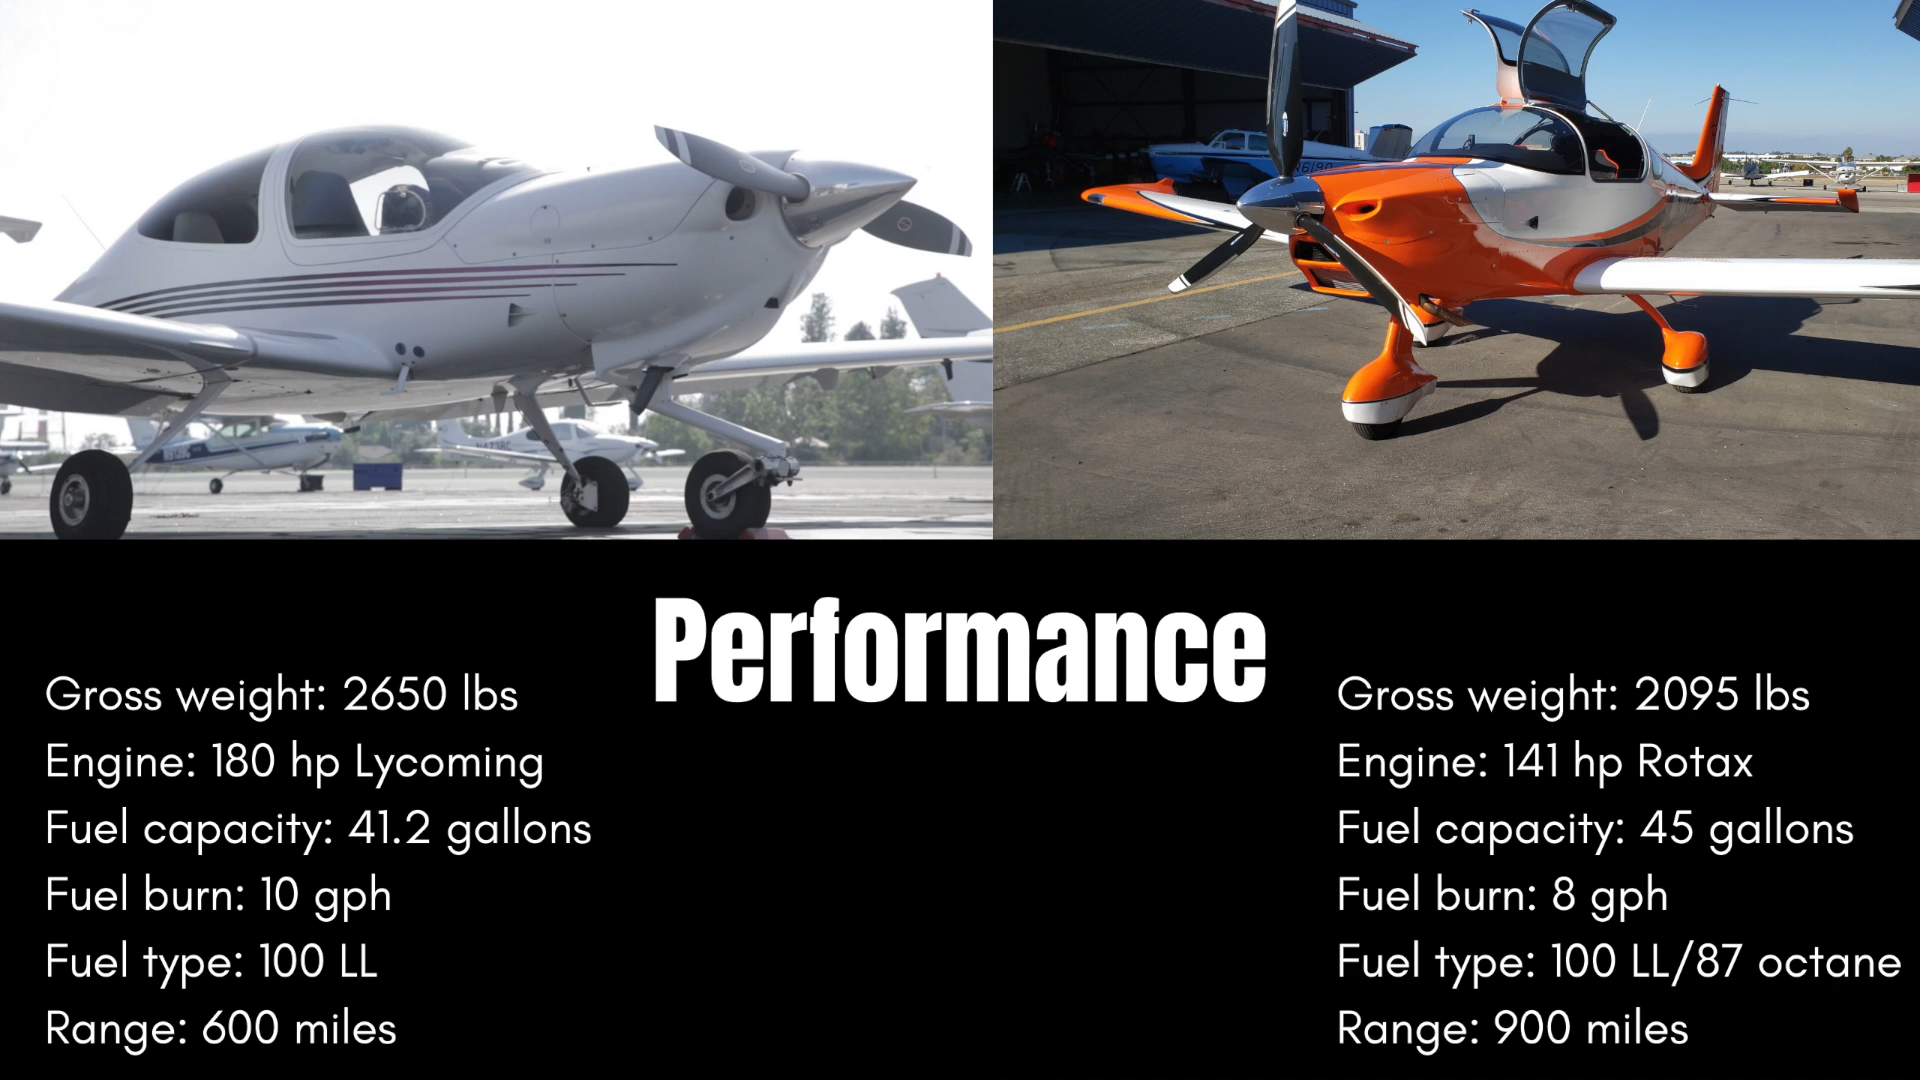 Performance
Gross weight: 2650 lbs
Engine: 180 hp Lycoming
Fuel capacity: 41.2 gallons
Fuel burn: 10 gph
Fuel type: 100 LL
Range: 600 miles
Gross weight: 2095 lbs
Engine: 141 hp Rotax
Fuel capacity: 45 gallons
Fuel burn: 8 gph
Fuel type: 100 LL/87 octane
Range: 900 miles